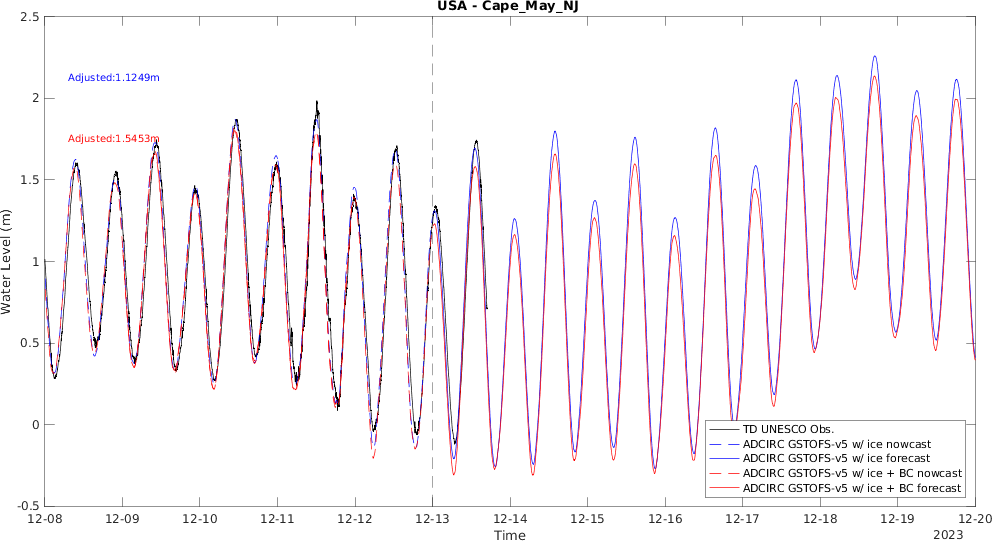 USA - Cape_May_NJ
2.5
2
1.5
1
0.5
0
-0.5
Water Level (m)
Adjusted:1.1249m
Adjusted:1.5453m
TD UNESCO Obs.
ADCIRC GSTOFS-v5 w/ ice nowcast
ADCIRC GSTOFS-v5 w/ ice forecast
ADCIRC GSTOFS-v5 w/ ice + BC nowcast
ADCIRC GSTOFS-v5 w/ ice + BC forecast
12-08 12-09 12-10 12-11 12-12 12-13 12-14 12-15 12-16 12-17 12-18 12-19 12-20
Time
2023